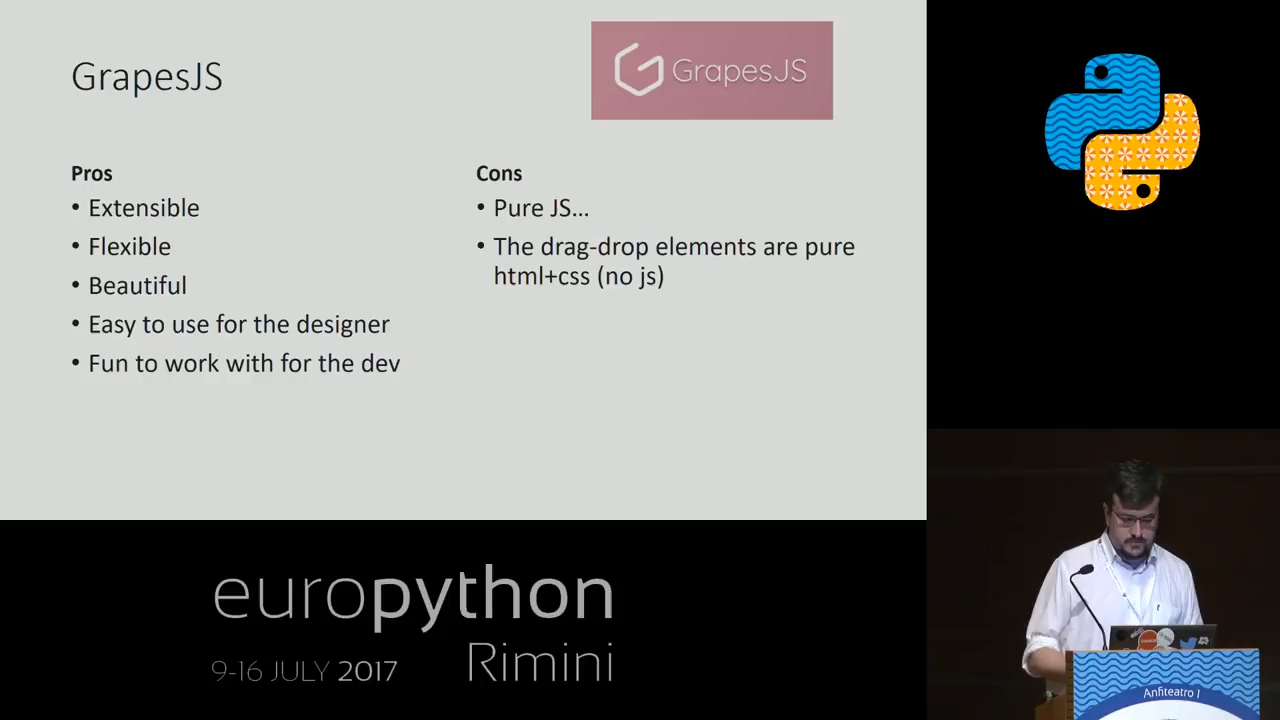 GrapesJS
GrapesJS
Pros
• Extensible
• Flexible
• Beautiful
• Easy to use for the designer
• Fun to work with for the dev
Cons
• Pure JS...
• The drag-drop elements are pure
html+css (no js)
europython
9-16 JULY 2017
Rimini
Anfiteatro I